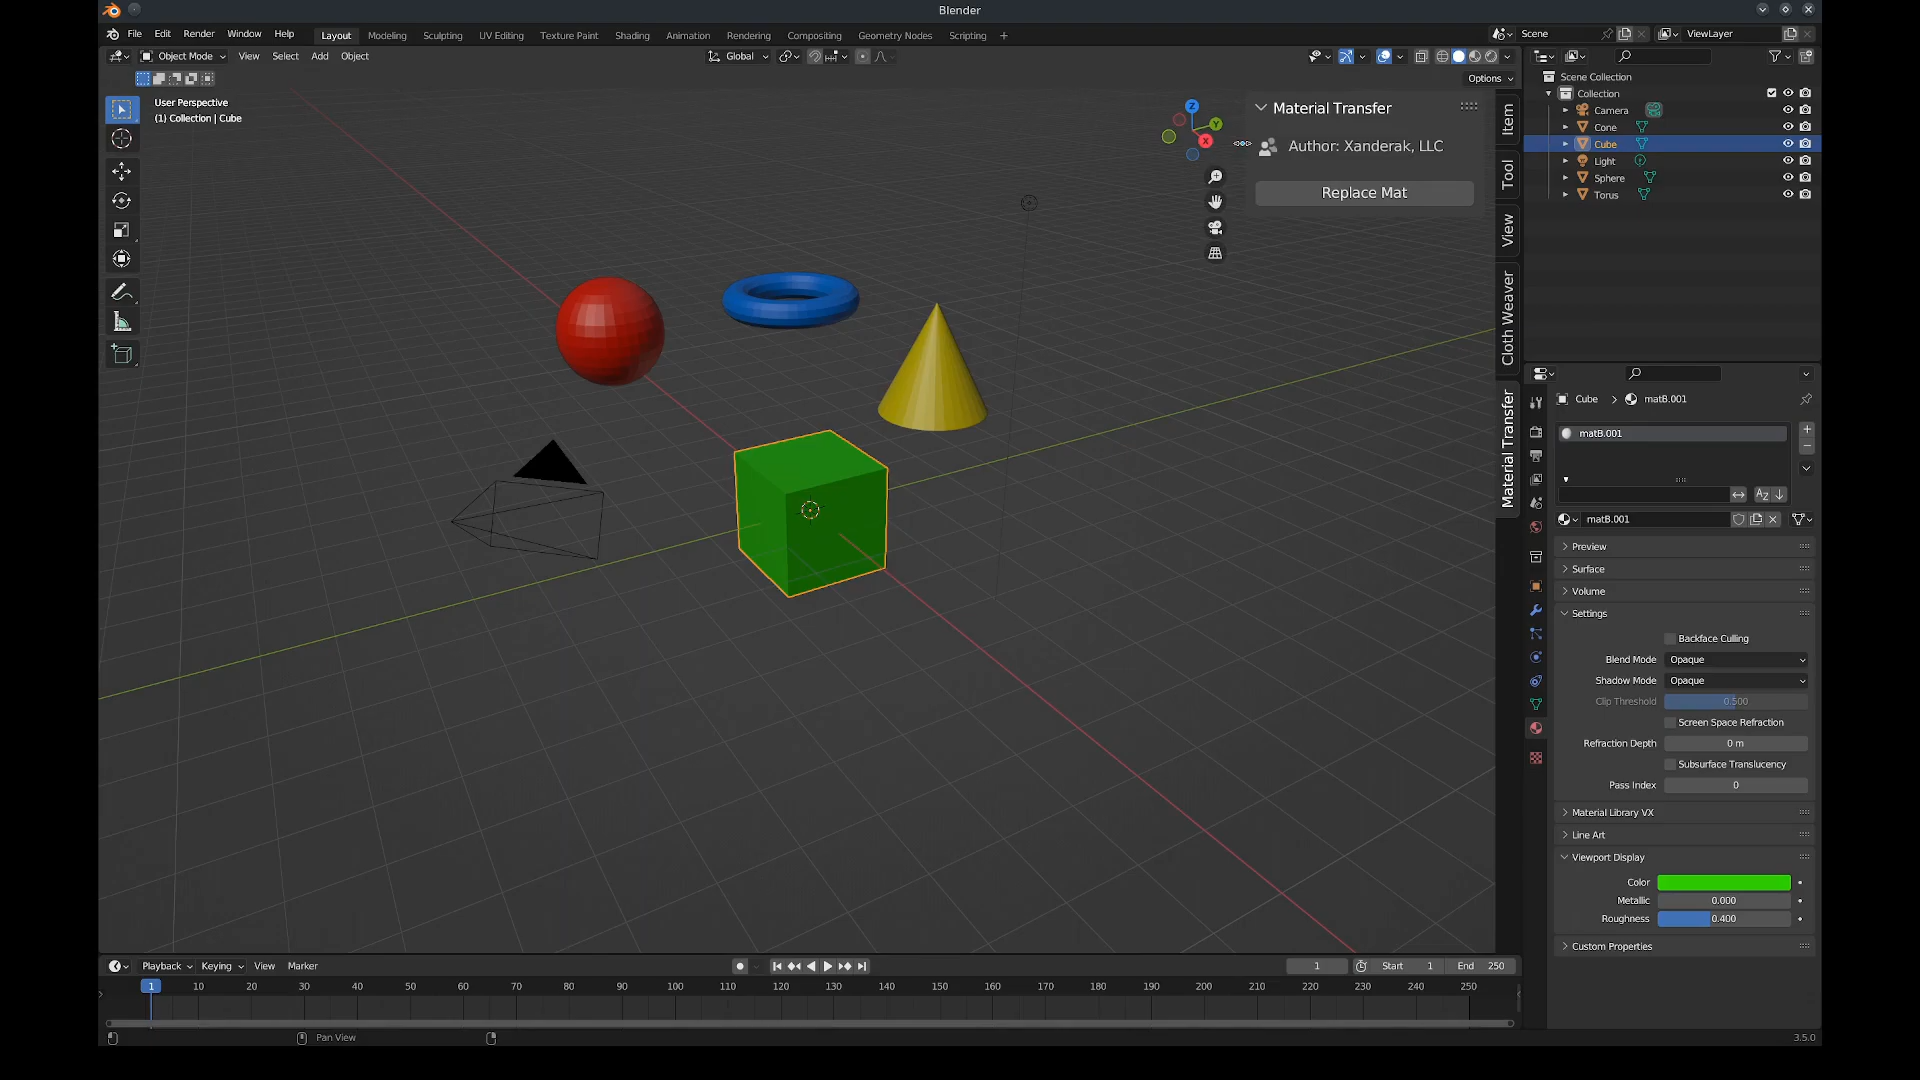 Blender
File Edit Render Window Help
Layout Modeling Sculpting UV Editing Texture Paint Shading Animation Rendering Compositing Geometry Nodes Scripting +
Scene
ViewLayer
Object Mode View Select Add Object
Global
Options
User Perspective
(1) Collection | Cube
Z
Y
X
Material Transfer
Author: Xanderak, LLC
Replace Mat
Item
Tool
View
Cloth Weaver
Material Transfer
Scene Collection
Collection
Camera
Cone
Cube
Light
Sphere
Torus
Cube > matB.001
matB.001
matB.001
Preview
Surface
Volume
Settings
Backface Culling
Blend Mode Opaque
Shadow Mode Opaque
Clip Threshold 0.500
Screen Space Refraction
Refraction Depth 0 m
Subsurface Translucency
Pass Index 0
Material Library VX
Line Art
Viewport Display
Color
Metallic 0.000
Roughness 0.400
Custom Properties
Playback Keying View Marker
1 Start 1 End 250
1 10 20 30 40 50 60 70 80 90 100 110 120 130 140 150 160 170 180 190 200 210 220 230 240 250
Pan View
3.5.0